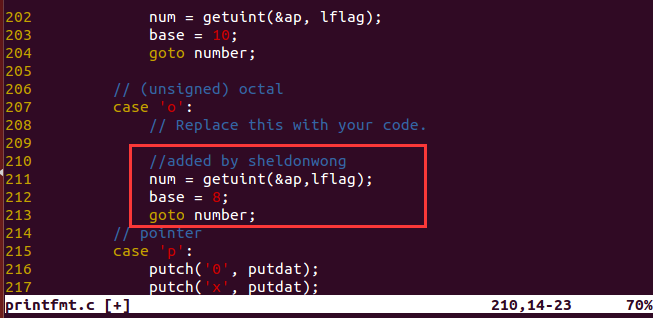 202 num = getuint(&ap, lflag);
203 base = 10;
204 goto number;
205
206 // (unsigned) octal
207 case 'o':
208 // Replace this with your code.
209
210 //added by sheldonwong
211 num = getuint(&ap,lflag);
212 base = 8;
213 goto number;
214 // pointer
215 case 'p':
216 putch('0', putdat);
217 putch('x', putdat);
printfmt.c [+] 210,14-23 70%